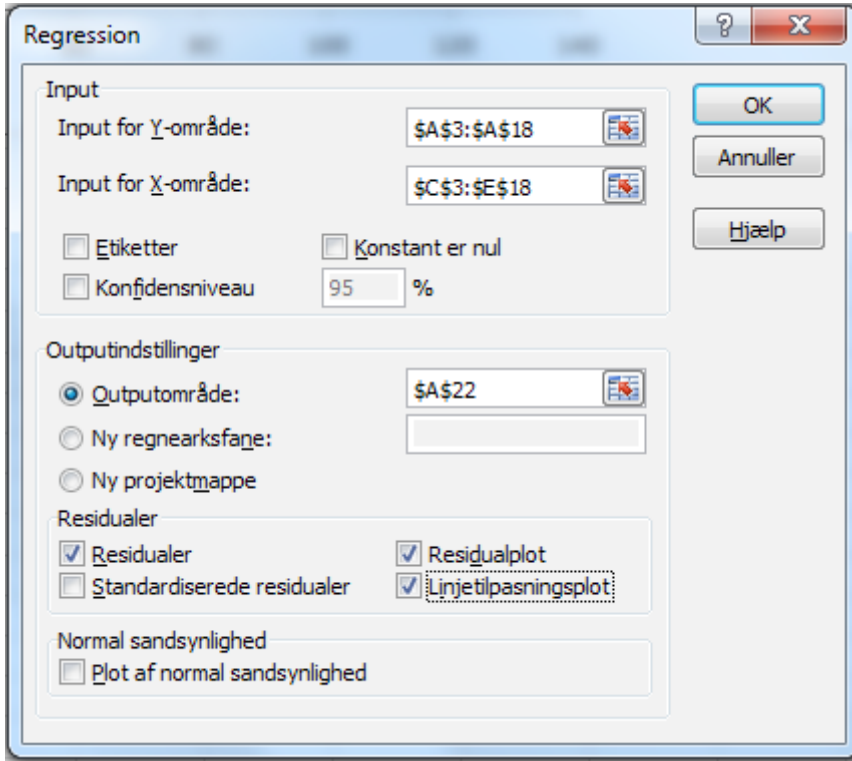 Regression
Input
Input for Y-område: $A$3:$A$18
Input for X-område: $C$3:$E$18
Etiketter Konstant er nul
Konfidensniveau 95 %
OK
Annuller
Hjælp
Outputindstillinger
Outputområde: $A$22
Ny regnearksfane:
Ny projektmappe
Residualer
Residualer Residualplot
Standardiserede residualer Linjetilpasningsplot
Normal sandsynlighed
Plot af normal sandsynlighed